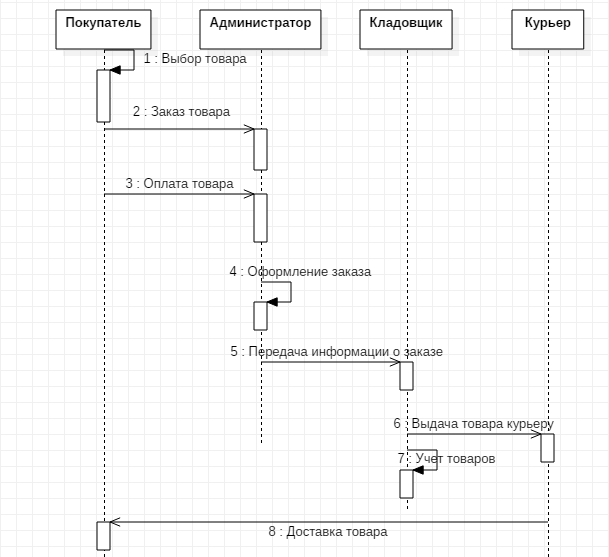 Покупатель
Администратор
Кладовщик
Курьер
1 : Выбор товара
2 : Заказ товара
3 : Оплата товара
4 : Оформление заказа
5 : Передача информации о заказе
6 : Выдача товара курьеру
7 : Учет товаров
8 : Доставка товара